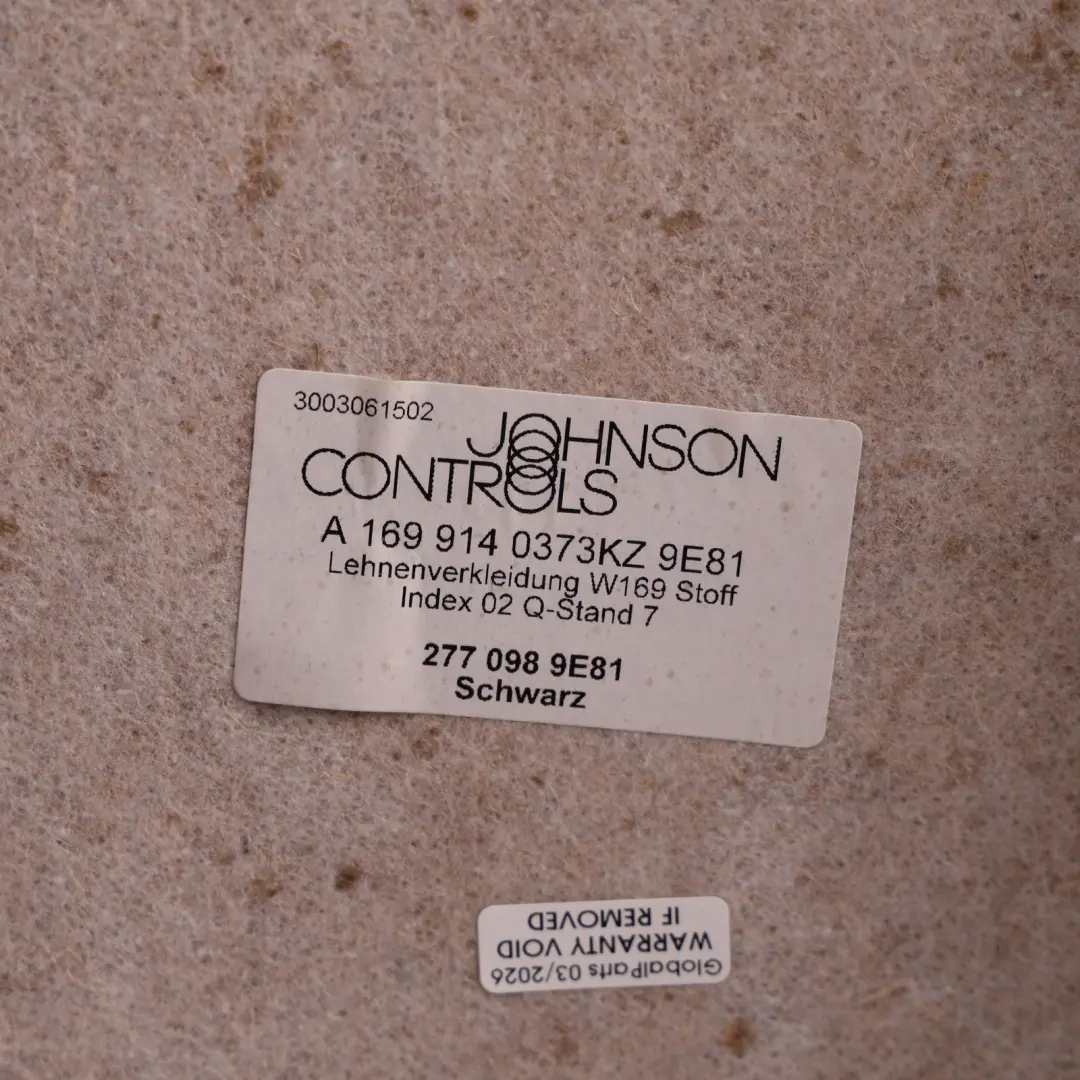 3003061502
JOHNSON
CONTROLS
A 169 914 0373KZ 9E81
Lehnenverkleidung W169 Stoff
Index 02 Q-Stand 7
277 098 9E81
Schwarz
GlobalParts 03/2026
WARRANTY VOID
IF REMOVED